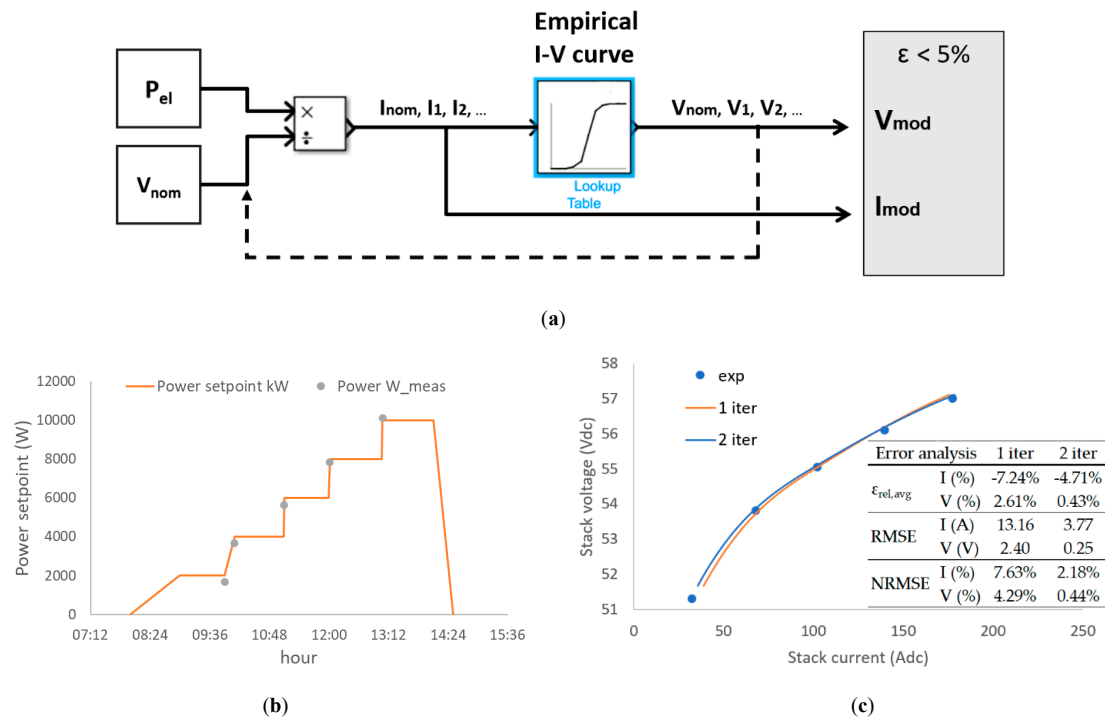 Empirical
I-V curve
P_el
V_nom
×
÷
I_nom, I_1, I_2, ...
Lookup
Table
V_nom, V_1, V_2, ...
ε < 5%
V_mod
I_mod
(a)
12000
10000
8000
6000
4000
2000
0
Power setpoint (W)
Power setpoint kW
Power W_meas
07:12 08:24 09:36 10:48 12:00 13:12 14:24 15:36
hour
(b)
58
57
56
55
54
53
52
51
Stack voltage (Vdc)
exp
1 iter
2 iter
Error analysis 1 iter 2 iter
ε_rel,avg I (%) -7.24% -4.71%
V (%) 2.61% 0.43%
RMSE I (A) 13.16 3.77
V (V) 2.40 0.25
NRMSE I (%) 7.63% 2.18%
V (%) 4.29% 0.44%
0 50 100 150 200 250
Stack current (Adc)
(c)